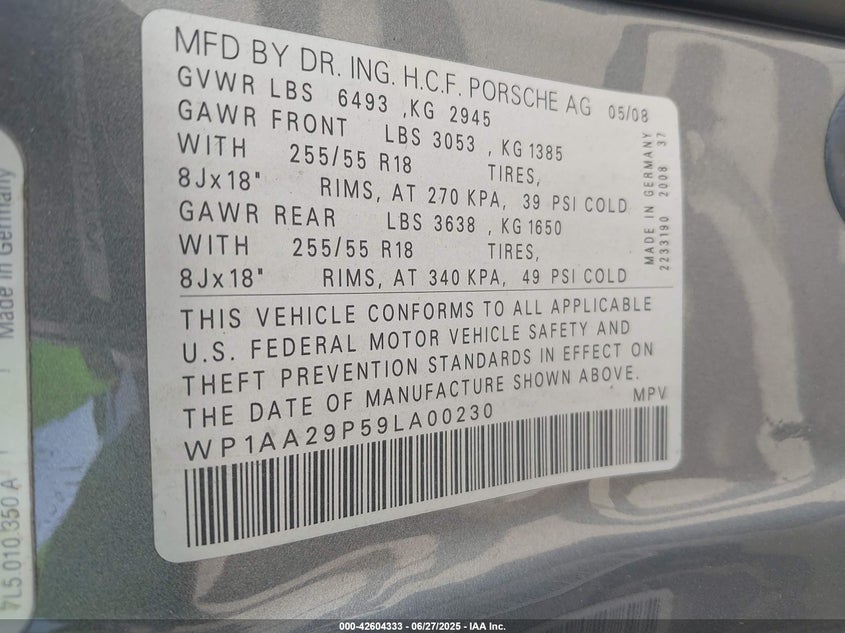 MFD BY DR. ING. H.C.F. PORSCHE AG 05/08
GVWR LBS 6493 ,KG 2945
GAWR FRONT LBS 3053 , KG 1385
WITH 255/55 R18 TIRES,
8Jx18" RIMS, AT 270 KPA, 39 PSI COLD
GAWR REAR LBS 3638 , KG 1650
WITH 255/55 R18 TIRES,
8Jx18" RIMS, AT 340 KPA, 49 PSI COLD
MADE IN GERMANY
2233190 2008 37
THIS VEHICLE CONFORMS TO ALL APPLICABLE
U.S. FEDERAL MOTOR VEHICLE SAFETY AND
THEFT PREVENTION STANDARDS IN EFFECT ON
THE DATE OF MANUFACTURE SHOWN ABOVE.
WP1AA29P59LA00230 MPV
Made in Germany
7L5.010.350 A
000-42604333 - 06/27/2025 - IAA Inc.